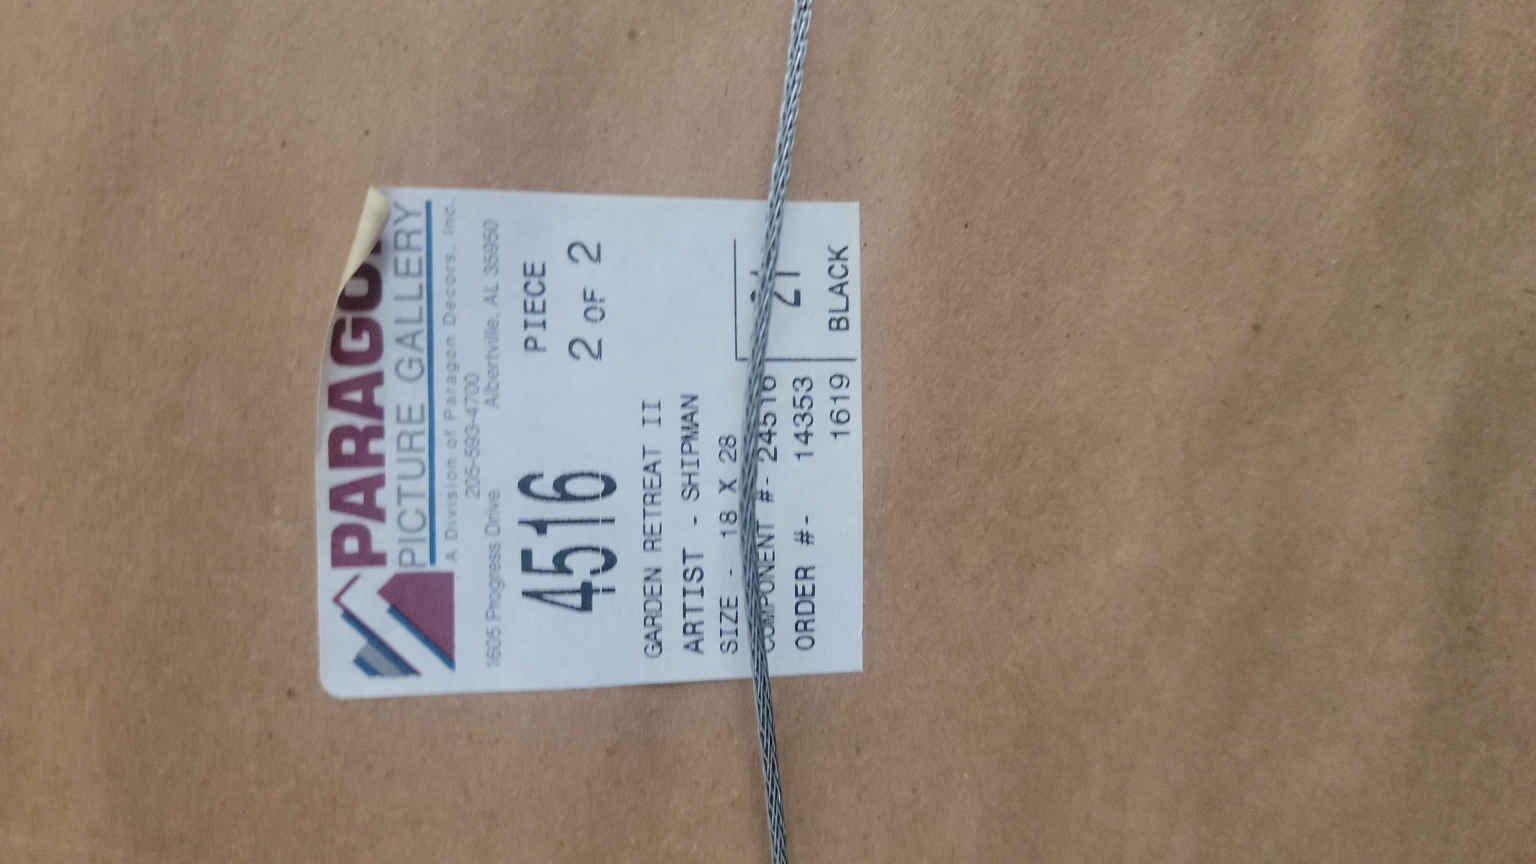 PARAGON
PICTURE GALLERY
A Division of Paragon Decors, Inc.
205-593-4700
1605 Progress Drive Albertville, AL 35950
4516
PIECE
2 OF 2
GARDEN RETREAT II
ARTIST - SHIPMAN
SIZE - 18 X 28
COMPONENT #- 24516
ORDER #- 14353
21
1619 BLACK